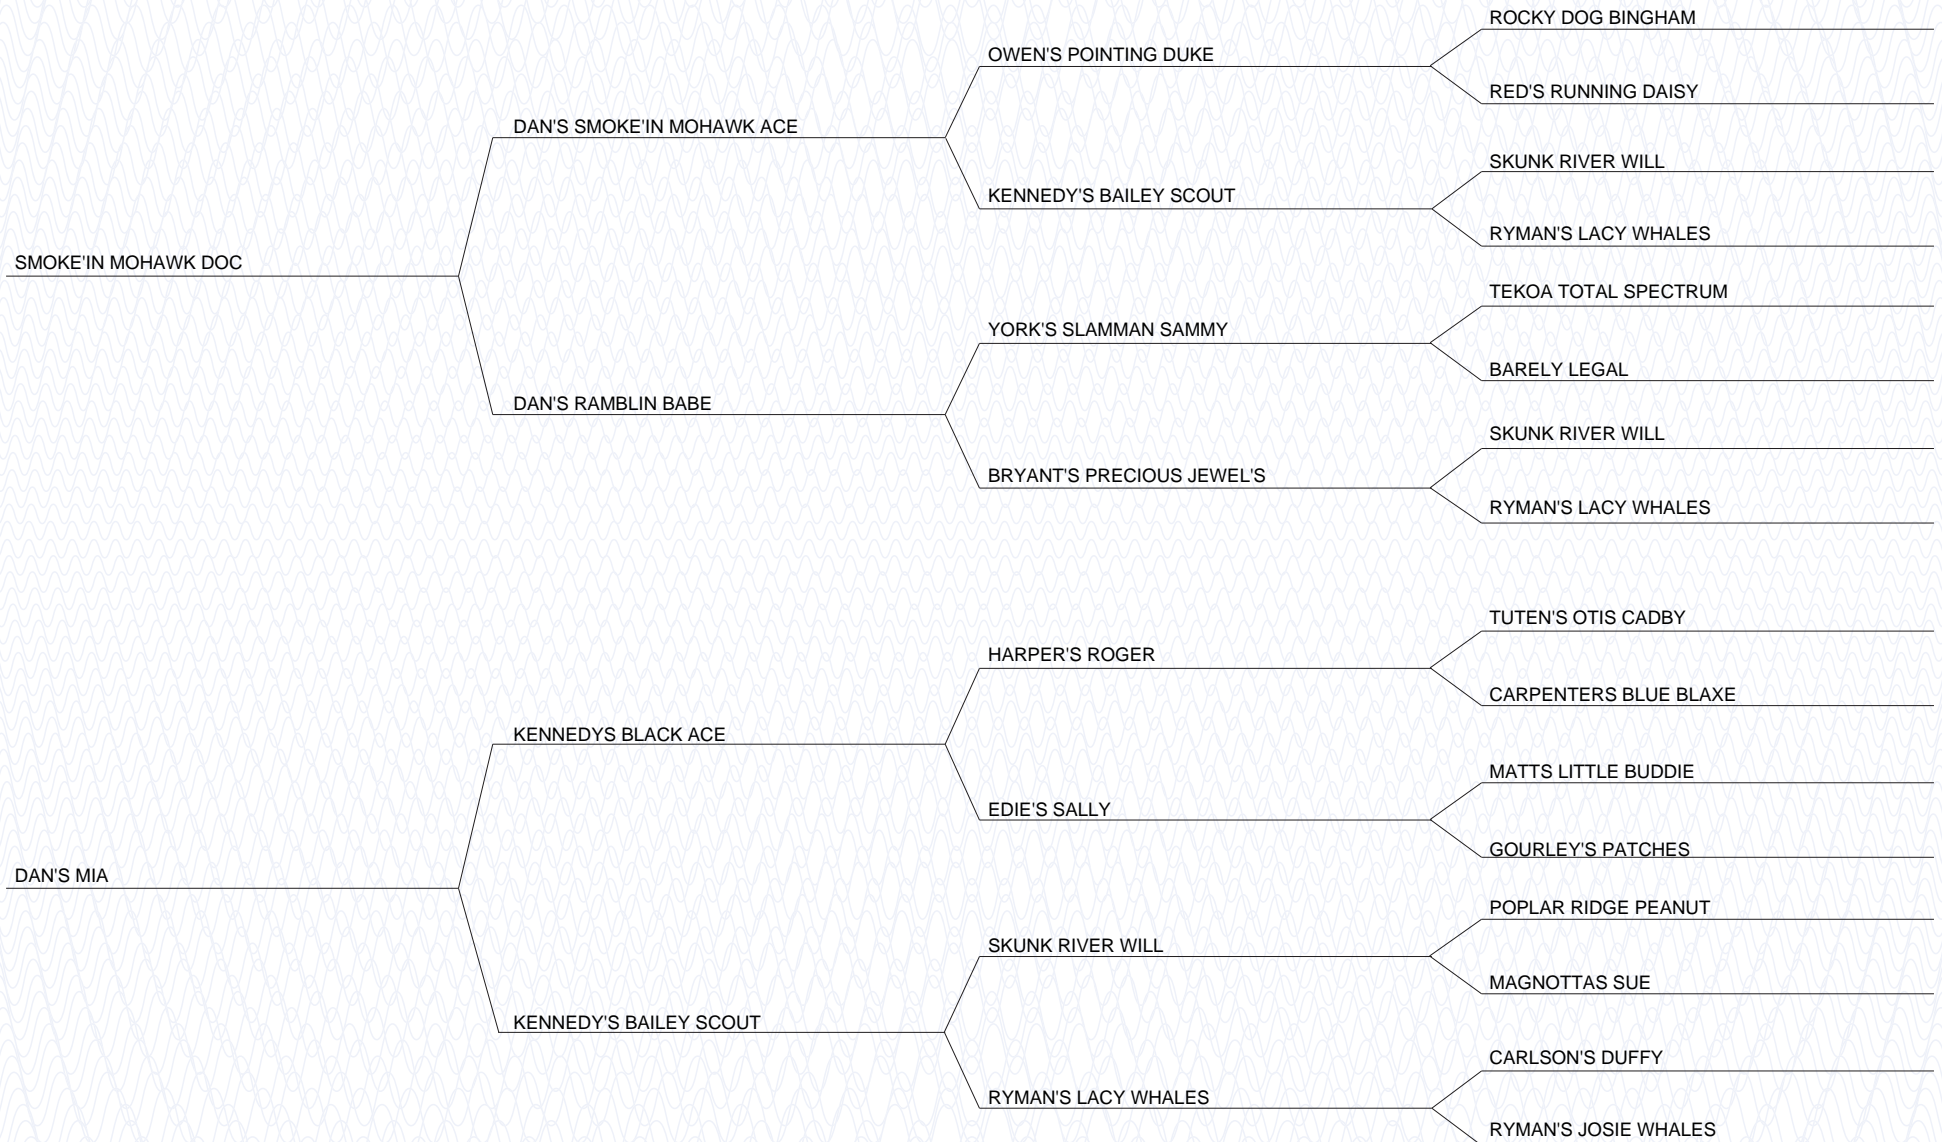 ROCKY DOG BINGHAM
OWEN'S POINTING DUKE
RED'S RUNNING DAISY
DAN'S SMOKE'IN MOHAWK ACE
SKUNK RIVER WILL
KENNEDY'S BAILEY SCOUT
RYMAN'S LACY WHALES
SMOKE'IN MOHAWK DOC
TEKOA TOTAL SPECTRUM
YORK'S SLAMMAN SAMMY
BARELY LEGAL
DAN'S RAMBLIN BABE
SKUNK RIVER WILL
BRYANT'S PRECIOUS JEWEL'S
RYMAN'S LACY WHALES
TUTEN'S OTIS CADBY
HARPER'S ROGER
CARPENTERS BLUE BLAXE
KENNEDYS BLACK ACE
MATTS LITTLE BUDDIE
EDIE'S SALLY
GOURLEY'S PATCHES
DAN'S MIA
POPLAR RIDGE PEANUT
SKUNK RIVER WILL
MAGNOTTAS SUE
KENNEDY'S BAILEY SCOUT
CARLSON'S DUFFY
RYMAN'S LACY WHALES
RYMAN'S JOSIE WHALES